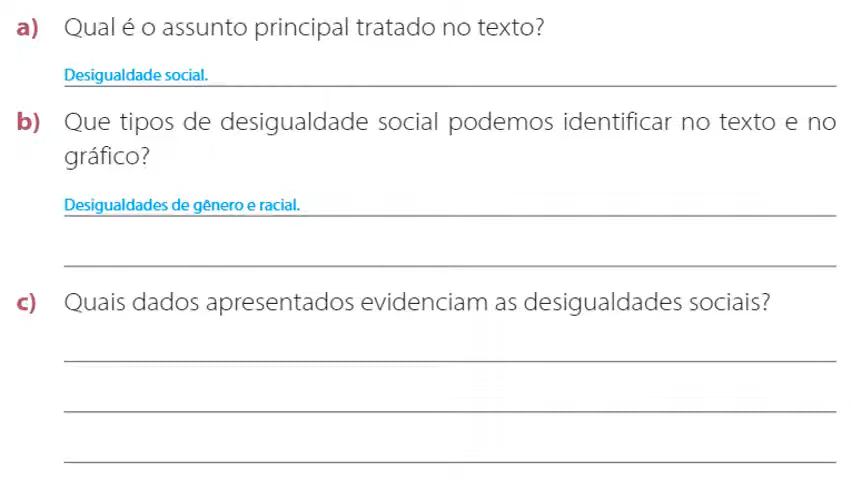 a) Qual é o assunto principal tratado no texto?
Desigualdade social.
b) Que tipos de desigualdade social podemos identificar no texto e no
gráfico?
Desigualdades de gênero e racial.
c) Quais dados apresentados evidenciam as desigualdades sociais?